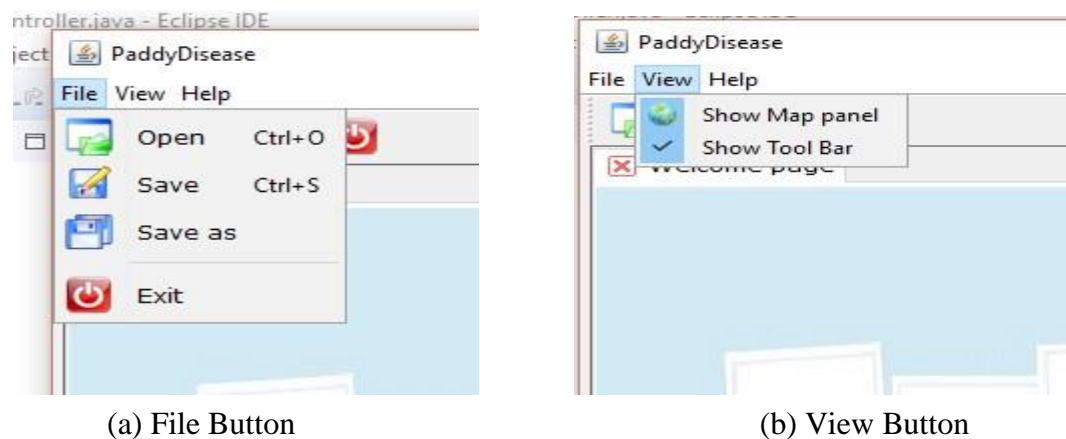 ntroller.java - Eclipse IDE
ject
PaddyDisease
File View Help
Open Ctrl+O
Save Ctrl+S
Save as
Exit
(a) File Button
PaddyDisease
File View Help
Show Map panel
Show Tool Bar
Welcome page
(b) View Button